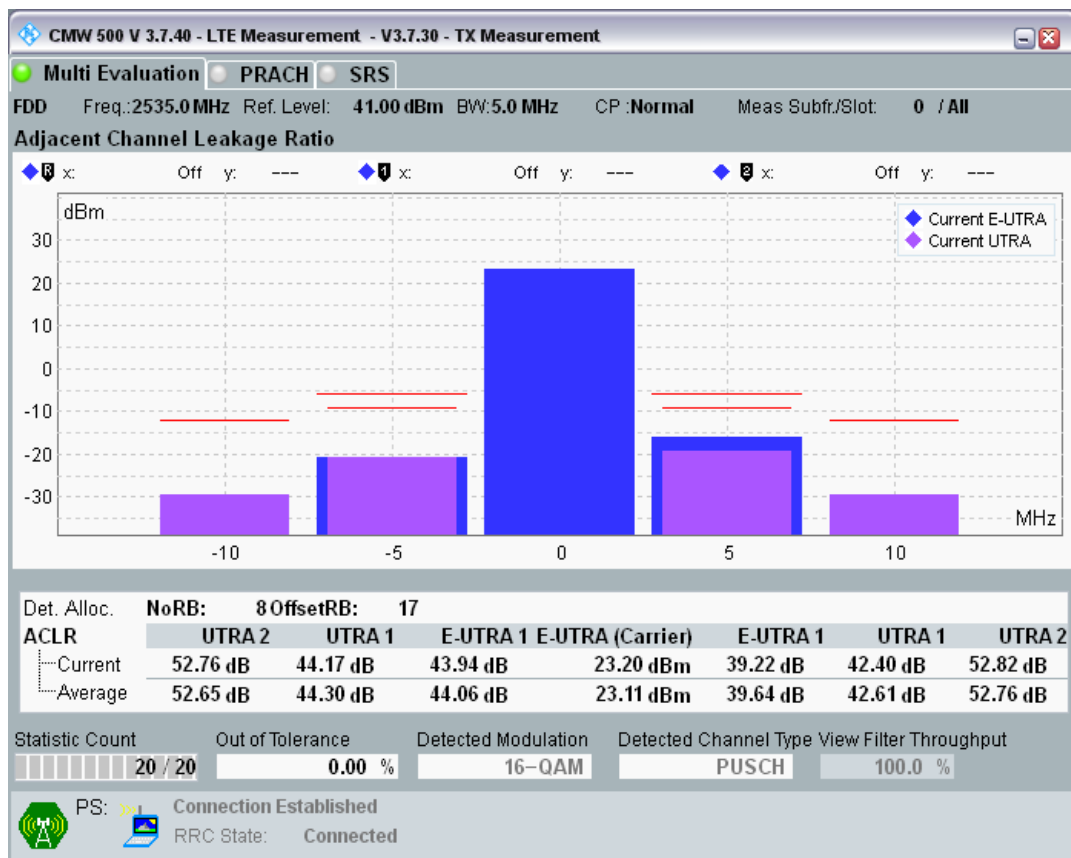 CMW 500 V 3.7.40 - LTE Measurement - V3.7.30 - TX Measurement
Multi Evaluation PRACH SRS
FDD Freq.:2535.0 MHz Ref. Level: 41.00 dBm BW:5.0 MHz CP :Normal Meas Subfr./Slot: 0 / All
Adjacent Channel Leakage Ratio
R x: Off y: --- 1 x: Off y: --- 2 x: Off y: ---
dBm
Current E-UTRA
Current UTRA
30
20
10
0
-10
-20
-30
MHz
-10 -5 0 5 10
Det. Alloc. NoRB: 8 OffsetRB: 17
ACLR UTRA 2 UTRA 1 E-UTRA 1 E-UTRA (Carrier) E-UTRA 1 UTRA 1 UTRA 2
Current 52.76 dB 44.17 dB 43.94 dB 23.20 dBm 39.22 dB 42.40 dB 52.82 dB
Average 52.65 dB 44.30 dB 44.06 dB 23.11 dBm 39.64 dB 42.61 dB 52.76 dB
Statistic Count Out of Tolerance Detected Modulation Detected Channel Type View Filter Throughput
20 / 20 0.00 % 16-QAM PUSCH 100.0 %
PS: Connection Established
RRC State: Connected